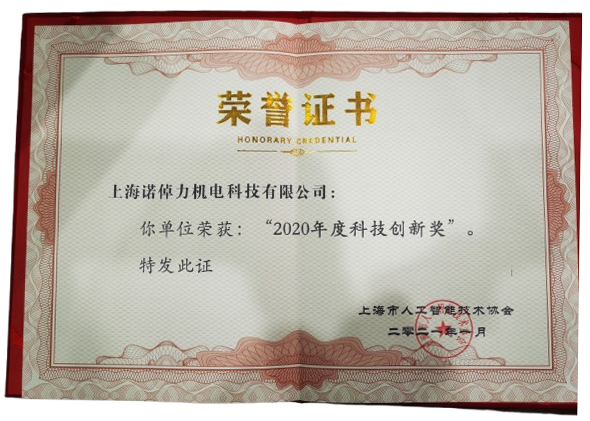 荣誉证书
HONORARY CREDENTIAL
上海诺倬力机电科技有限公司：
你单位荣获：“2020年度科技创新奖”。
特发此证
上海市人工智能技术协会
二零二一年一月